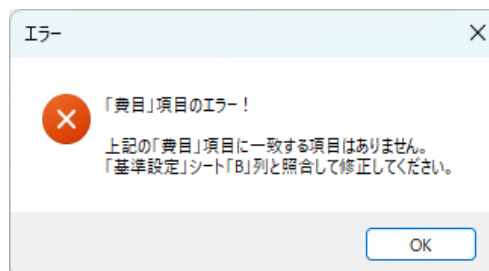 エラー
「費目」項目のエラー！
上記の「費目」項目に一致する項目はありません。
「基準設定」シート「B」列と照合して修正してください。
OK